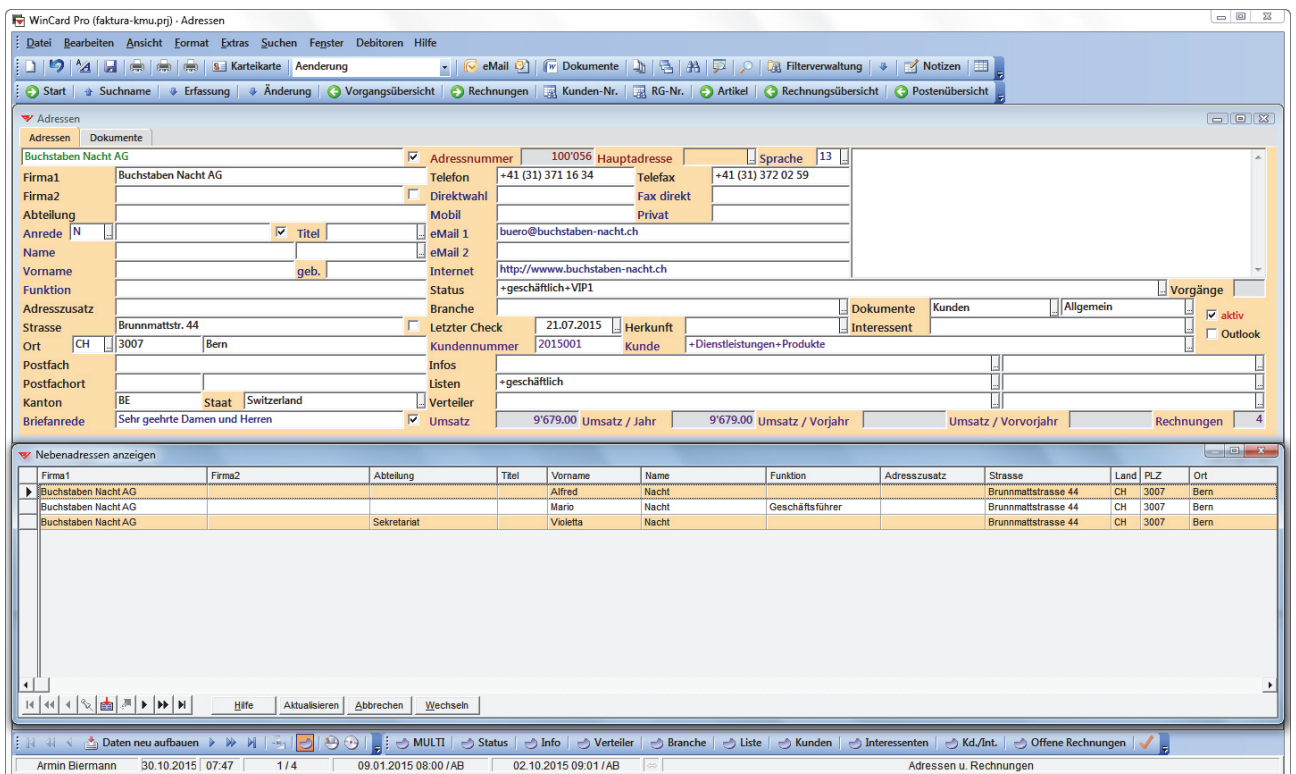 WinCard Pro (faktura-kmu.prj) - Adressen
Datei Bearbeiten Ansicht Format Extras Suchen Fenster Debitoren Hilfe
Karteikarte Aenderung eMail Dokumente Filterverwaltung Notizen
Start Suchname Erfassung Änderung Vorgangsübersicht Rechnungen Kunden-Nr. RG-Nr. Artikel Rechnungsübersicht Postenübersicht
Adressen
Adressen Dokumente
Buchstaben Nacht AG Adressnummer 100'056 Hauptadresse Sprache 13
Firma1 Buchstaben Nacht AG Telefon +41 (31) 371 16 34 Telefax +41 (31) 372 02 59
Firma2 Direktwahl Fax direkt
Abteilung Mobil Privat
Anrede N Titel eMail 1 buero@buchstaben-nacht.ch
Name eMail 2
Vorname geb. Internet http://wwww.buchstaben-nacht.ch
Funktion Status +geschäftlich+VIP1 Vorgänge
Adresszusatz Branche Dokumente Kunden Allgemein aktiv
Strasse Brunnmattstr. 44 Letzter Check 21.07.2015 Herkunft Interessent Outlook
Ort CH 3007 Bern Kundennummer 2015001 Kunde +Dienstleistungen+Produkte
Postfach Infos
Postfachort Listen +geschäftlich
Kanton BE Staat Switzerland Verteiler
Briefanrede Sehr geehrte Damen und Herren Umsatz 9'679.00 Umsatz / Jahr 9'679.00 Umsatz / Vorjahr Umsatz / Vorvorjahr Rechnungen 4
Nebenadressen anzeigen
Firma1 Firma2 Abteilung Titel Vorname Name Funktion Adresszusatz Strasse Land PLZ Ort
Buchstaben Nacht AG Alfred Nacht Brunnmattstrasse 44 CH 3007 Bern
Buchstaben Nacht AG Mario Nacht Geschäftsführer Brunnmattstrasse 44 CH 3007 Bern
Buchstaben Nacht AG Sekretariat Violetta Nacht Brunnmattstrasse 44 CH 3007 Bern
Hilfe Aktualisieren Abbrechen Wechseln
Daten neu aufbauen MULTI Status Info Verteiler Branche Liste Kunden Interessenten Kd./Int. Offene Rechnungen
Armin Biermann 30.10.2015 07:47 1 / 4 09.01.2015 08:00 / AB 02.10.2015 09:01 / AB Adressen u. Rechnungen